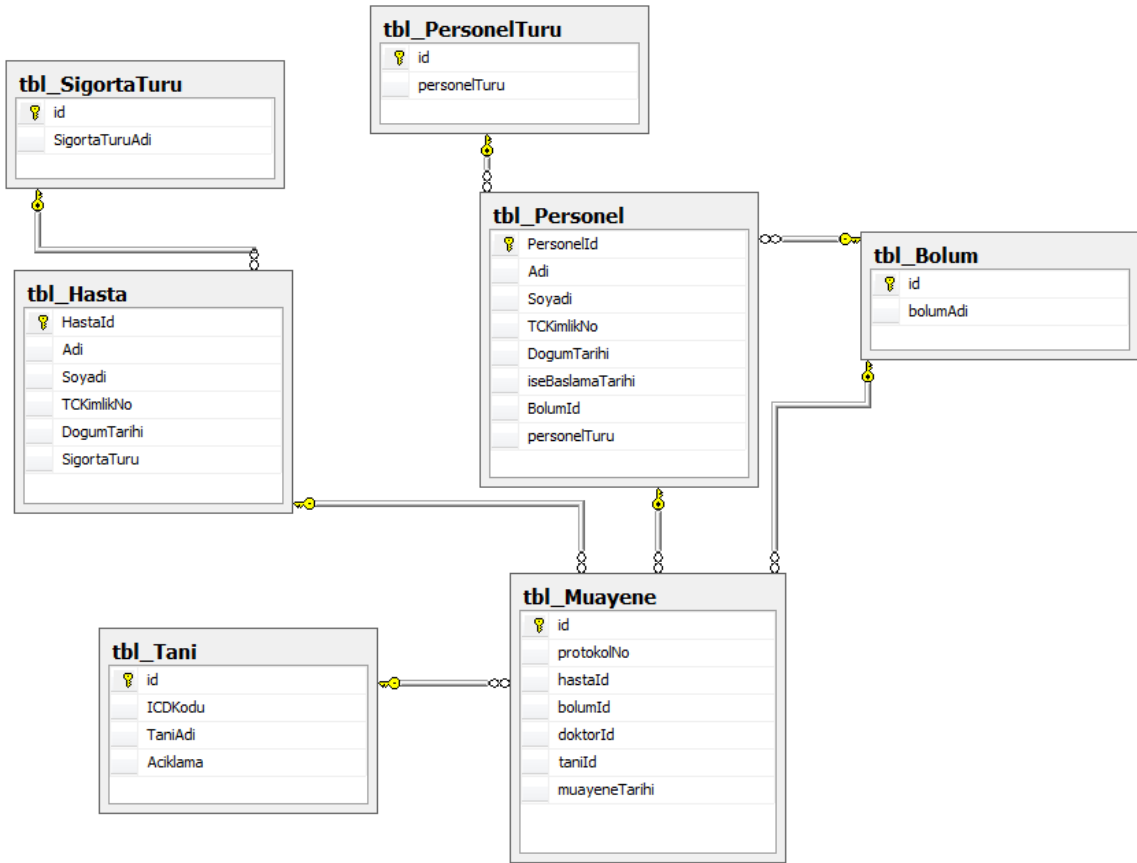 tbl_PersonelTuru
id
personelTuru
tbl_SigortaTuru
id
SigortaTuruAdi
tbl_Personel
PersonelId
Adi
Soyadi
TCKimlikNo
DogumTarihi
iseBaslamaTarihi
BolumId
personelTuru
tbl_Bolum
id
bolumAdi
tbl_Hasta
HastaId
Adi
Soyadi
TCKimlikNo
DogumTarihi
SigortaTuru
tbl_Muayene
id
protokolNo
hastaId
bolumId
doktorId
taniId
muayeneTarihi
tbl_Tani
id
ICDKodu
TaniAdi
Aciklama